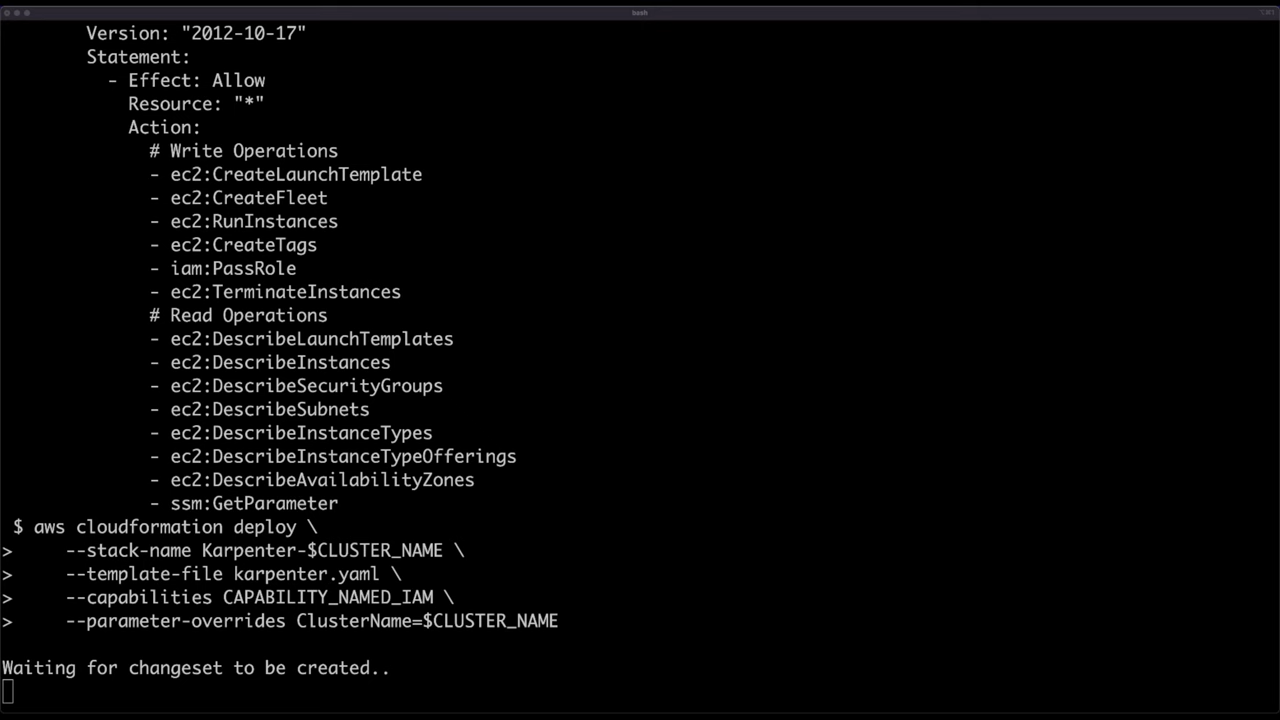 bash
Version: "2012-10-17"
Statement:
- Effect: Allow
Resource: "*"
Action:
# Write Operations
- ec2:CreateLaunchTemplate
- ec2:CreateFleet
- ec2:RunInstances
- ec2:CreateTags
- iam:PassRole
- ec2:TerminateInstances
# Read Operations
- ec2:DescribeLaunchTemplates
- ec2:DescribeInstances
- ec2:DescribeSecurityGroups
- ec2:DescribeSubnets
- ec2:DescribeInstanceTypes
- ec2:DescribeInstanceTypeOfferings
- ec2:DescribeAvailabilityZones
- ssm:GetParameter
$ aws cloudformation deploy \
> --stack-name Karpenter-$CLUSTER_NAME \
> --template-file karpenter.yaml \
> --capabilities CAPABILITY_NAMED_IAM \
> --parameter-overrides ClusterName=$CLUSTER_NAME
Waiting for changeset to be created..